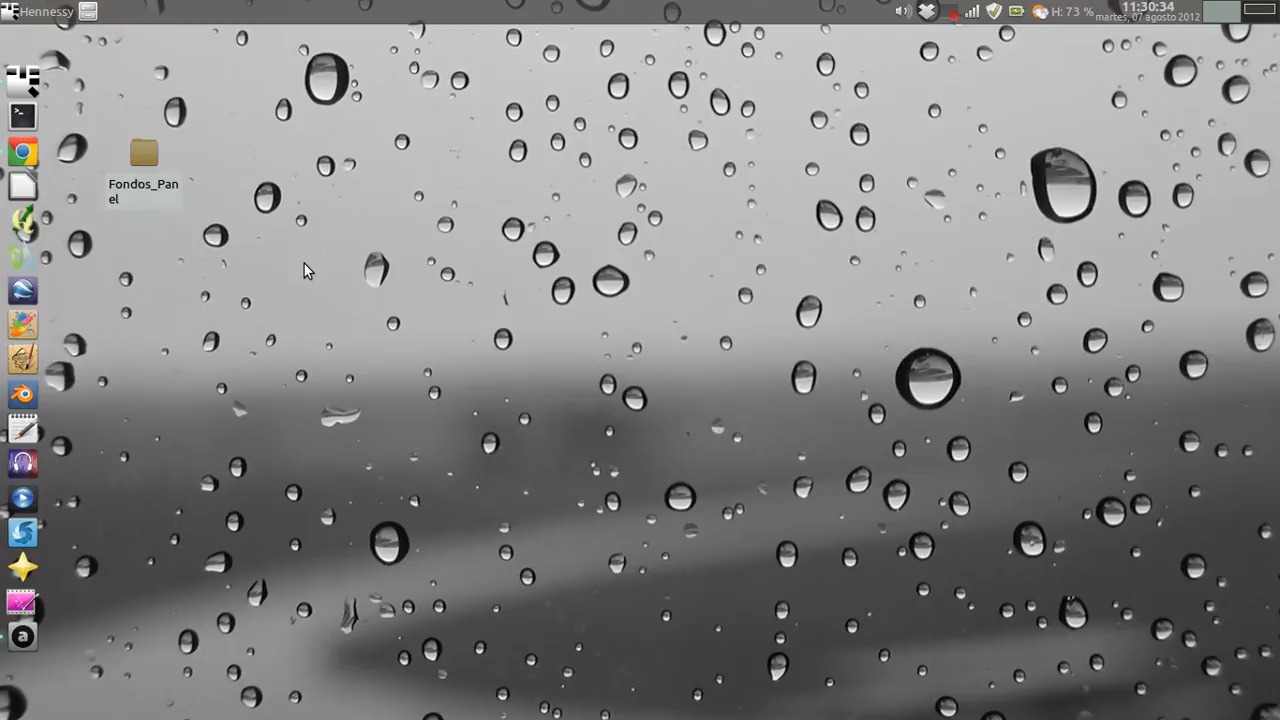 Hennessy
H: 73 %
11:30:34
martes, 07 agosto 2012
Fondos_Pan
el